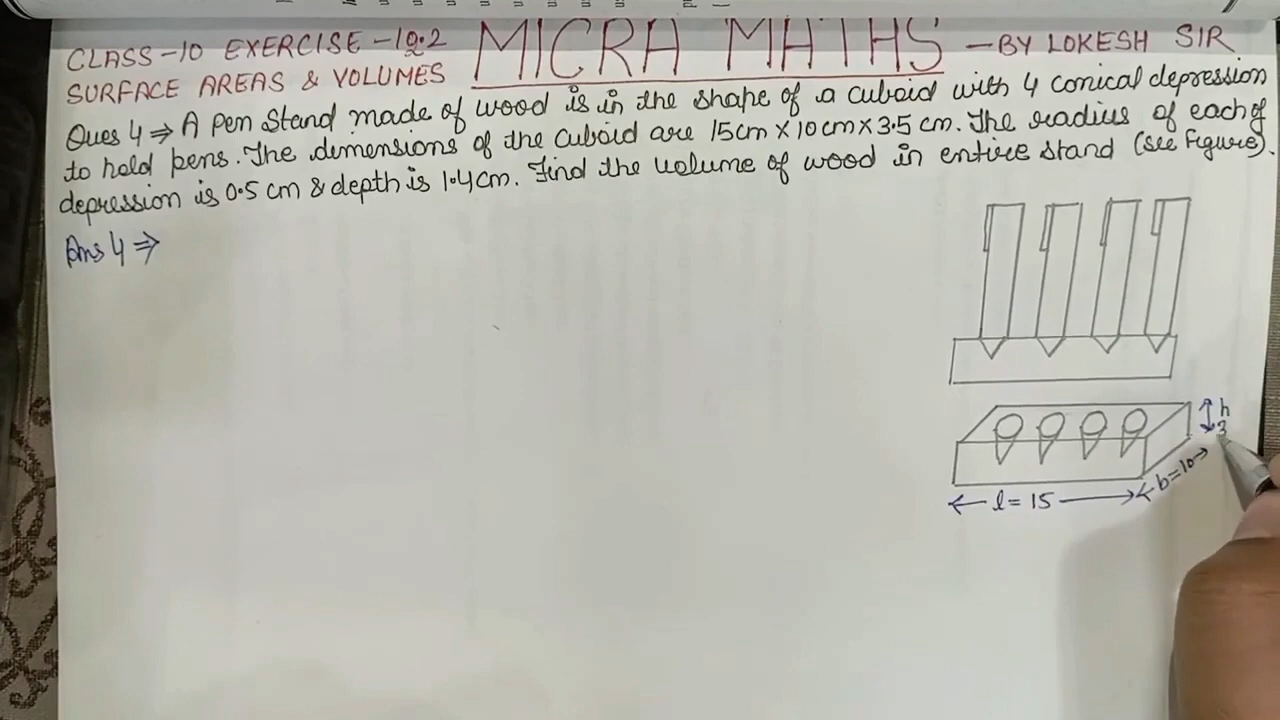 CLASS-10 EXERCISE-12.2
MICRA MATHS
-BY LOKESH SIR
SURFACE AREAS & VOLUMES
Ques 4 ⇒ A Pen Stand made of wood is in the shape of a cuboid with 4 conical depression
to hold pens. The dimensions of the cuboid are 15cm X 10cm X 3.5 cm. The radius of each of
depression is 0.5 cm & depth is 1.4cm. Find the volume of wood in entire stand (see Figure).
Ans 4 ⇒
h
3
b=10
l=15